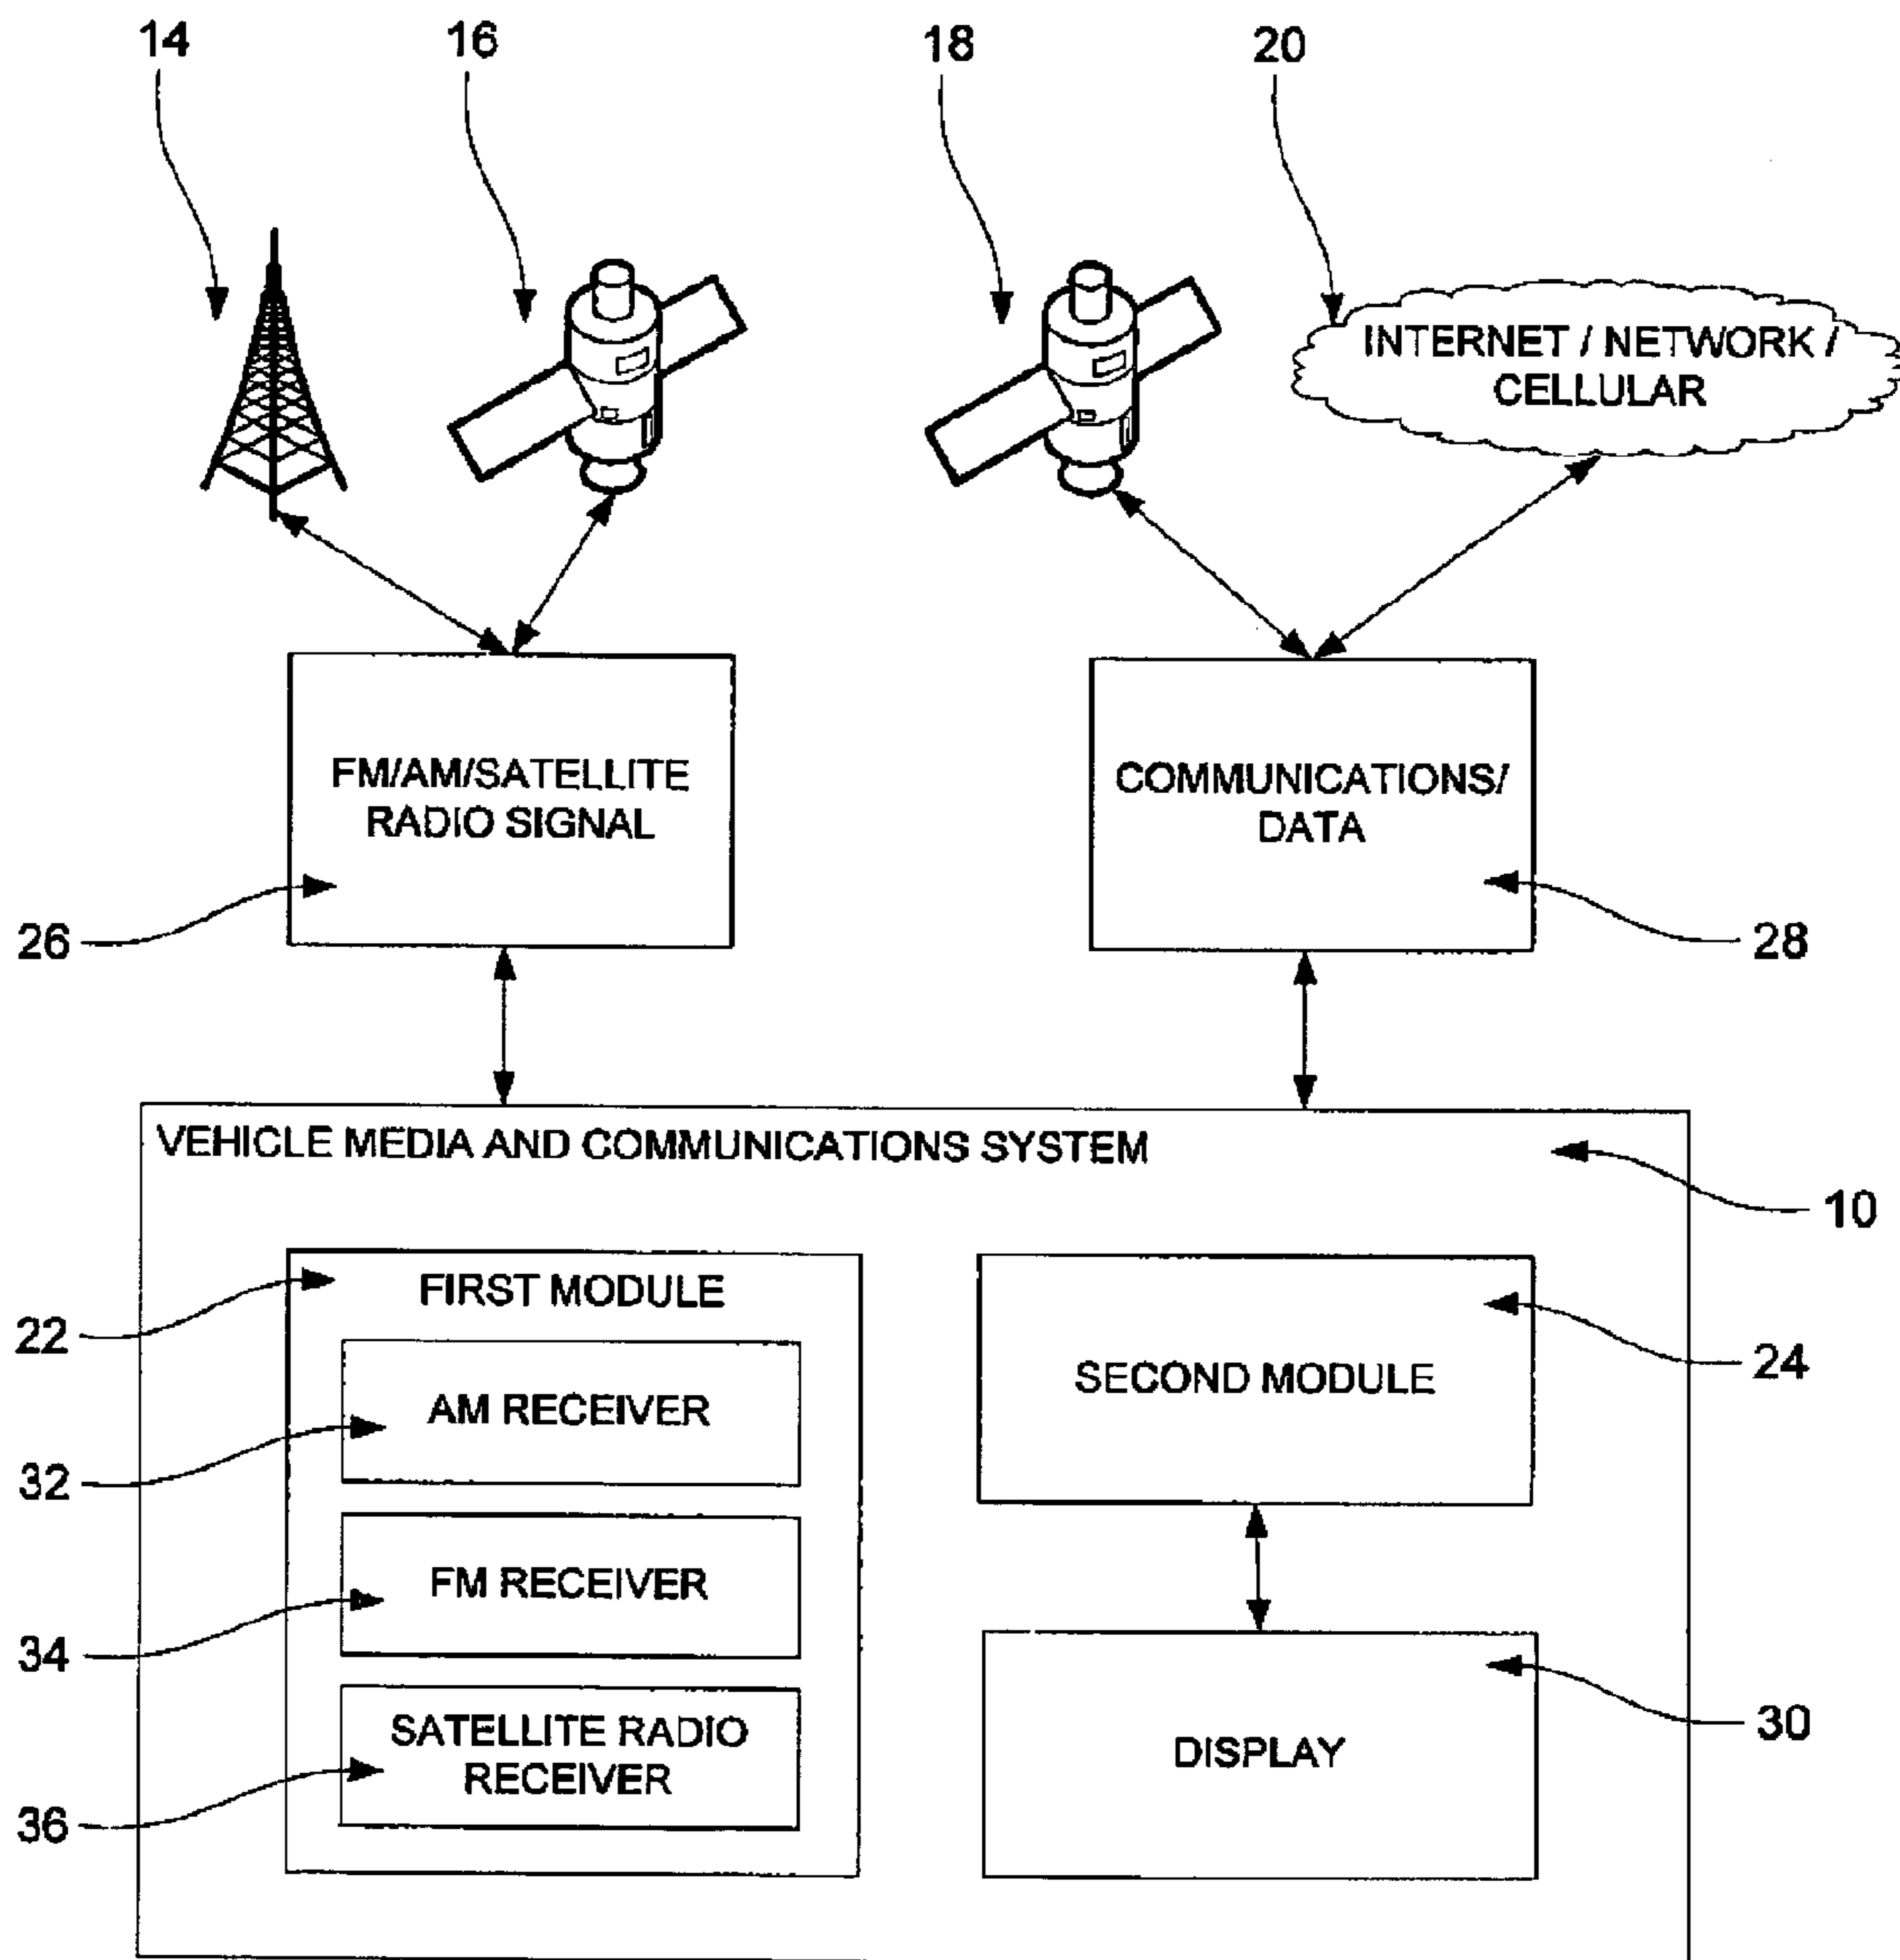 14
16
18
20
INTERNET / NETWORK /
CELLULAR
FM/AM/SATELLITE
RADIO SIGNAL
COMMUNICATIONS/
DATA
26
28
VEHICLE MEDIA AND COMMUNICATIONS SYSTEM
10
FIRST MODULE
22
AM RECEIVER
32
FM RECEIVER
34
SATELLITE RADIO
RECEIVER
36
SECOND MODULE
24
DISPLAY
30